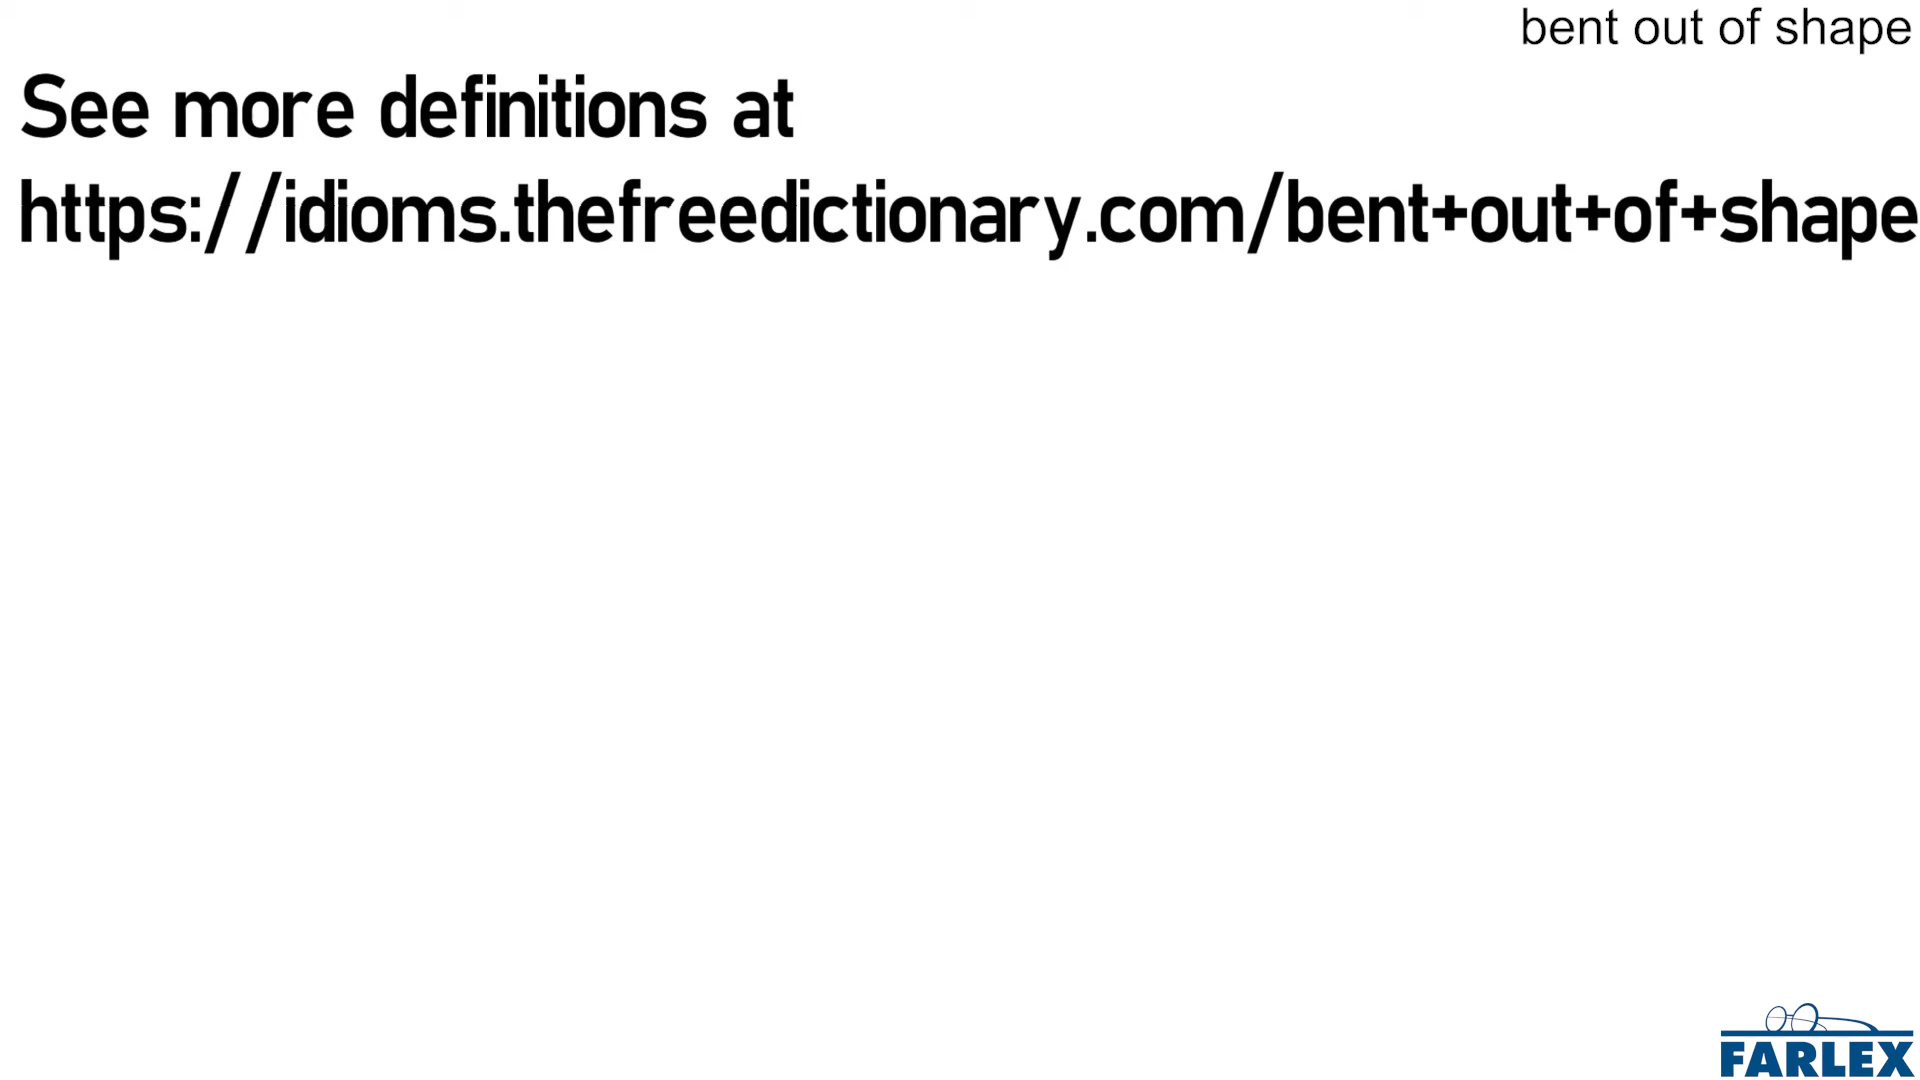 bent out of shape
See more definitions at
https://idioms.thefreedictionary.com/bent+out+of+shape
FARLEX